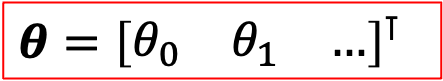 𝜽 = [𝜃₀ 𝜃₁ …]ᵀ